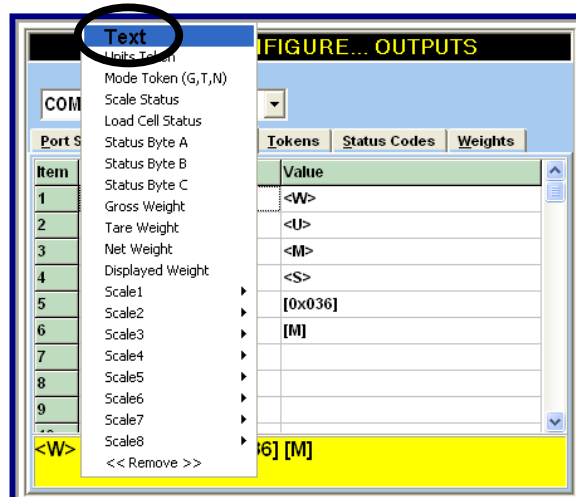 Text
FIGURE... OUTPUTS
Units Token
Mode Token (G,T,N)
COM
Scale Status
Load Cell Status
Port S
Status Byte A
Tokens
Status Codes
Weights
Status Byte B
Item
Value
Status Byte C
1
<W>
Gross Weight
2
<U>
Tare Weight
3
<M>
Net Weight
4
<S>
Displayed Weight
5
[0x036]
Scale1
6
[M]
Scale2
7
Scale3
8
Scale4
9
Scale5
Scale6
Scale7
Scale8
<< Remove >>
<W>
36] [M]